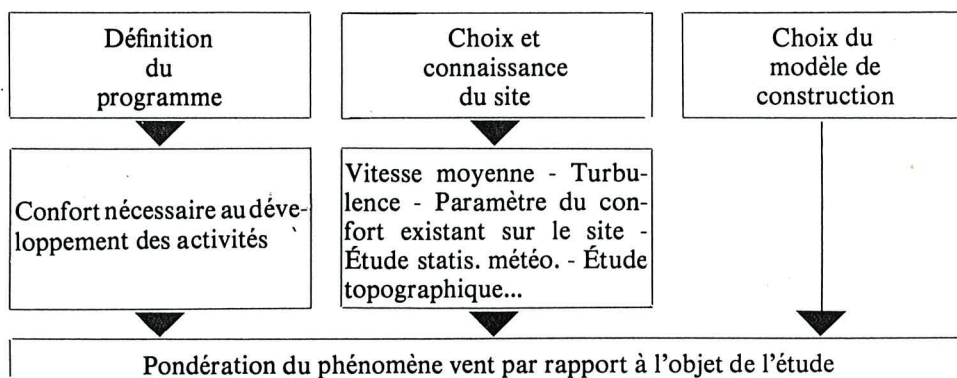 Définition
du
programme
Choix et
connaissance
du site
Choix du
modèle de
construction
Confort nécessaire au déve-
loppement des activités
Vitesse moyenne - Turbu-
lence - Paramètre du con-
fort existant sur le site -
Étude statis. météo. - Étude
topographique...
Pondération du phénomène vent par rapport à l'objet de l'étude